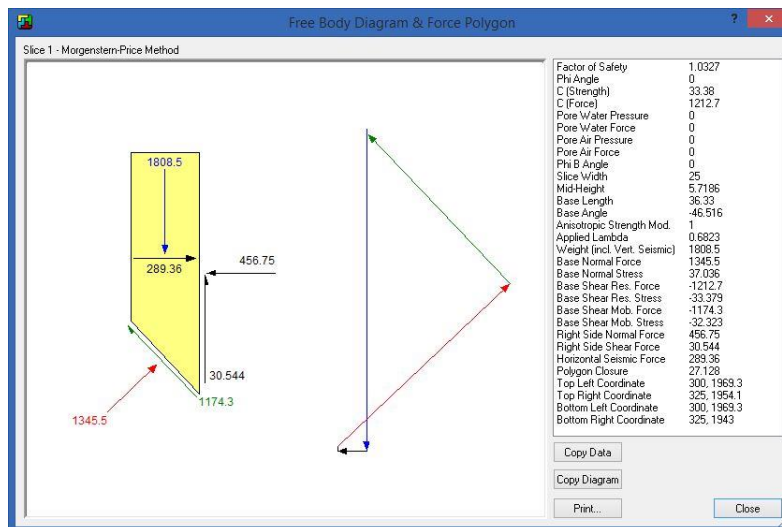 Free Body Diagram & Force Polygon
?
Slice 1 - Morgenstern-Price Method
1808.5
289.36
456.75
30.544
1174.3
1345.5
Factor of Safety 1.0327
Phi Angle 0
C (Strength) 33.38
C (Force) 1212.7
Pore Water Pressure 0
Pore Water Force 0
Pore Air Pressure 0
Pore Air Force 0
Phi B Angle 0
Slice Width 25
Mid-Height 5.7186
Base Length 36.33
Base Angle -46.516
Anisotropic Strength Mod. 1
Applied Lambda 0.6823
Weight (incl. Vert. Seismic) 1808.5
Base Normal Force 1345.5
Base Normal Stress 37.036
Base Shear Res. Force -1212.7
Base Shear Res. Stress -33.379
Base Shear Mob. Force -1174.3
Base Shear Mob. Stress -32.323
Right Side Normal Force 456.75
Right Side Shear Force 30.544
Horizontal Seismic Force 289.36
Polygon Closure 27.128
Top Left Coordinate 300, 1969.3
Top Right Coordinate 325, 1954.1
Bottom Left Coordinate 300, 1969.3
Bottom Right Coordinate 325, 1943
Copy Data
Copy Diagram
Print...
Close